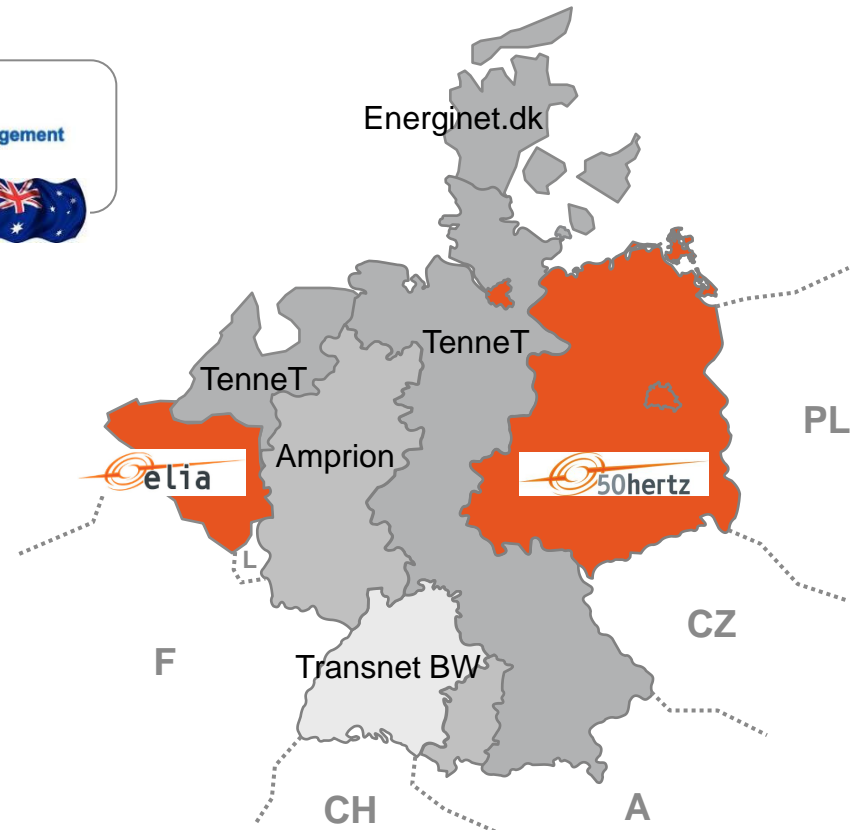 gement
Energinet.dk
TenneT
TenneT
PL
Amprion
elia
50hertz
L
CZ
F
Transnet BW
CH
A